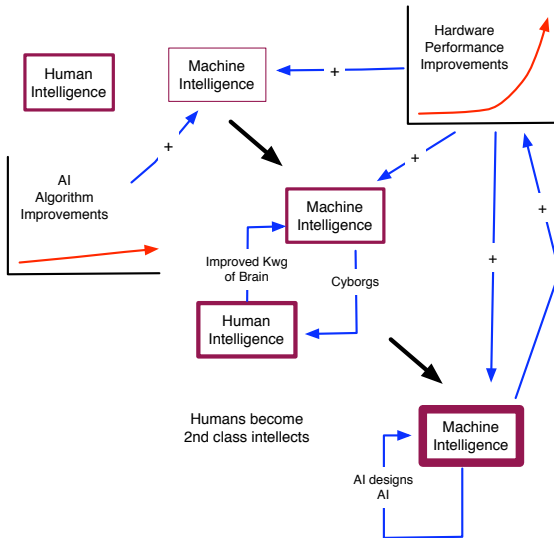 Hardware
Performance
Improvements
Machine
Intelligence
+
Human
Intelligence
+
AI
Algorithm
Improvements
+
Machine
Intelligence
+
+
Improved Kwg
of Brain
Cyborgs
Human
Intelligence
Humans become
2nd class intellects
Machine
Intelligence
AI designs
AI